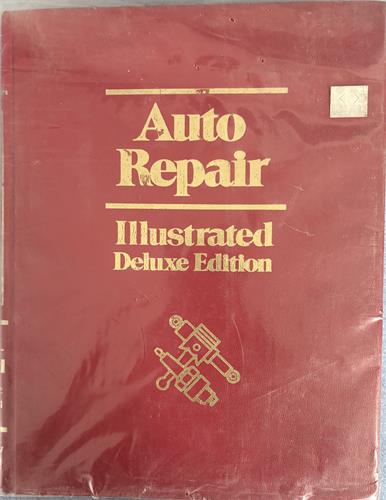 Auto
Repair
Illustrated
Deluxe Edition